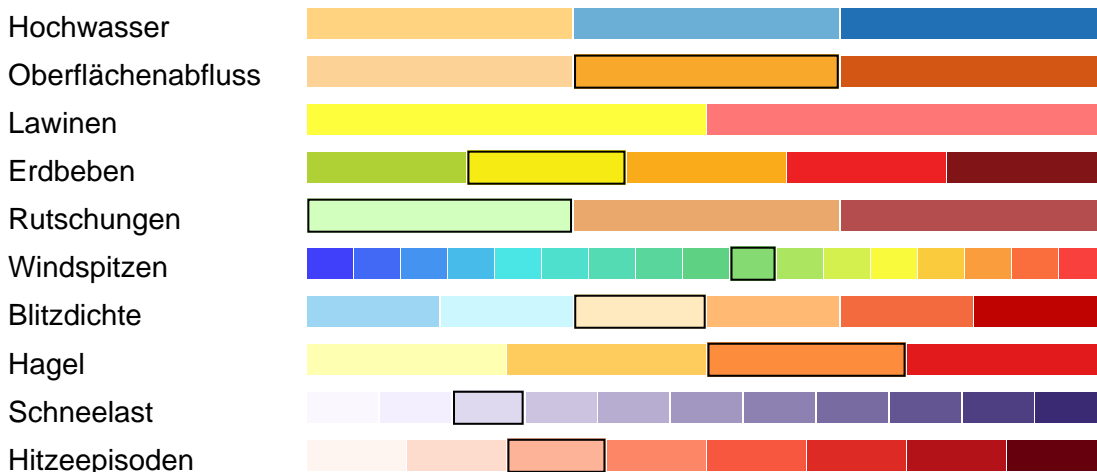 Hochwasser
Oberflächenabfluss
Lawinen
Erdbeben
Rutschungen
Windspitzen
Blitzdichte
Hagel
Schneelast
Hitzeepisoden